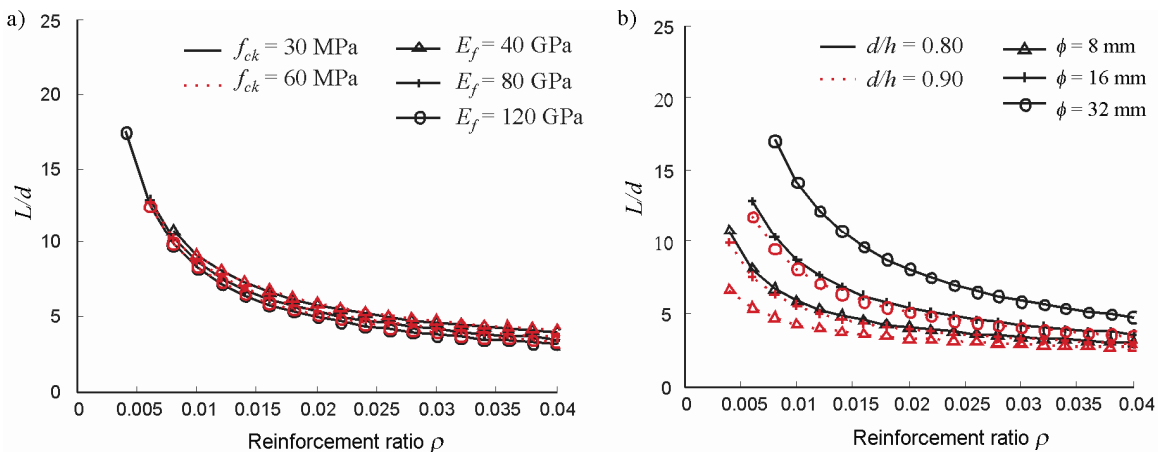 a)
25
20
15
10
5
0
L/d
f_ck = 30 MPa
f_ck = 60 MPa
E_f = 40 GPa
E_f = 80 GPa
E_f = 120 GPa
0 0.005 0.01 0.015 0.02 0.025 0.03 0.035 0.04
Reinforcement ratio ρ
b)
25
20
15
10
5
0
L/d
d/h = 0.80
d/h = 0.90
ϕ = 8 mm
ϕ = 16 mm
ϕ = 32 mm
0 0.005 0.01 0.015 0.02 0.025 0.03 0.035 0.04
Reinforcement ratio ρ